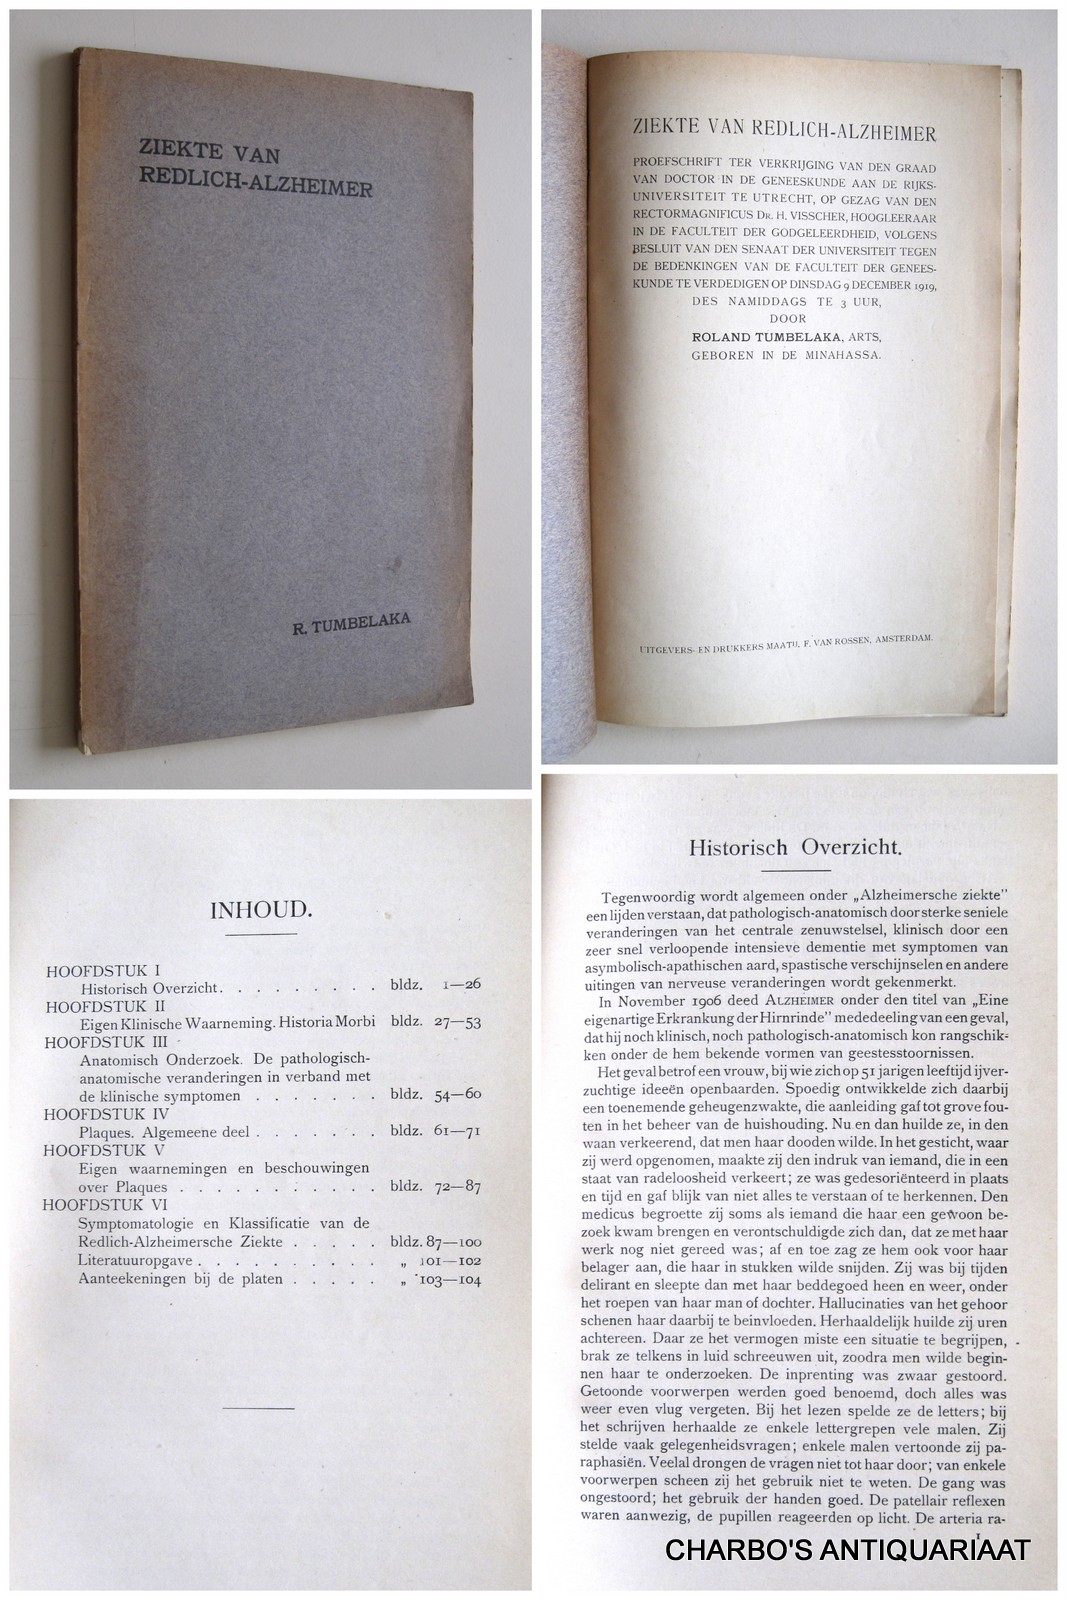 ZIEKTE VAN
REDLICH-ALZHEIMER
R. TUMBELAKA
ZIEKTE VAN REDLICH-ALZHEIMER
PROEFSCHRIFT TER VERKRIJGING VAN DEN GRAAD
VAN DOCTOR IN DE GENEESKUNDE AAN DE RIJKS-
UNIVERSITEIT TE UTRECHT, OP GEZAG VAN DEN
RECTORMAGNIFICUS DR. H. VISSCHER, HOOGLEERAAR
IN DE FACULTEIT DER GODGELEERDHEID, VOLGENS
BESLUIT VAN DEN SENAAT DER UNIVERSITEIT TEGEN
DE BEDENKINGEN VAN DE FACULTEIT DER GENEES-
KUNDE TE VERDEDIGEN OP DINSDAG 9 DECEMBER 1919,
DES NAMIDDAGS TE 3 UUR,
DOOR
ROLAND TUMBELAKA, ARTS,
GEBOREN IN DE MINAHASSA.
UITGEVERS- EN DRUKKERS MAATIJ. F. VAN ROSSEN, AMSTERDAM.
INHOUD.
HOOFDSTUK I
Historisch Overzicht. . . . . . . . . bldz. 1—26
HOOFDSTUK II
Eigen Klinische Waarneming. Historia Morbi bldz. 27—53
HOOFDSTUK III
Anatomisch Onderzoek. De pathologisch-
anatomische veranderingen in verband met
de klinische symptomen . . . . . . . bldz. 54—60
HOOFDSTUK IV
Plaques. Algemeene deel . . . . . . . bldz. 61—71
HOOFDSTUK V
Eigen waarnemingen en beschouwingen
over Plaques . . . . . . . . . . . bldz. 72—87
HOOFDSTUK VI
Symptomatologie en Klassificatie van de
Redlich-Alzheimersche Ziekte . . . . . bldz. 87—100
Literatuuropgave . . . . . . . . . . „ 101—102
Aanteekeningen bij de platen . . . . . „ 103—104
Historisch Overzicht.
Tegenwoordig wordt algemeen onder „Alzheimersche ziekte”
een lijden verstaan, dat pathologisch-anatomisch door sterke seniele
veranderingen van het centrale zenuwstelsel, klinisch door een
zeer snel verloopende intensieve dementie met symptomen van
asymbolisch-apathischen aard, spastische verschijnselen en andere
uitingen van nerveuse veranderingen wordt gekenmerkt.
In November 1906 deed ALZHEIMER onder den titel van „Eine
eigenartige Erkrankung der Hirnrinde” mededeeling van een geval,
dat hij noch klinisch, noch pathologisch-anatomisch kon rangschik-
ken onder de hem bekende vormen van geestesstoornissen.
Het geval betrof een vrouw, bij wie zich op 51 jarigen leeftijd ijver-
zuchtige ideeën openbaarden. Spoedig ontwikkelde zich daarbij
een toenemende geheugenzwakte, die aanleiding gaf tot grove fou-
ten in het beheer van de huishouding. Nu en dan huilde ze, in den
waan verkeerend, dat men haar dooden wilde. In het gesticht, waar
zij werd opgenomen, maakte zij den indruk van iemand, die in een
staat van radeloosheid verkeert; ze was gedesoriënteerd in plaats
en tijd en gaf blijk van niet alles te verstaan of te herkennen. Den
medicus begroette zij soms als iemand die haar een gewoon be-
zoek kwam brengen en verontschuldigde zich dan, dat ze met haar
werk nog niet gereed was; af en toe zag ze hem ook voor haar
belager aan, die haar in stukken wilde snijden. Zij was bij tijden
delirant en sleepte dan met haar beddegoed heen en weer, onder
het roepen van haar man of dochter. Hallucinaties van het gehoor
schenen haar daarbij te beinvloeden. Herhaaldelijk huilde zij uren
achtereen. Daar ze het vermogen miste een situatie te begrijpen,
brak ze telkens in luid schreeuwen uit, zoodra men wilde begin-
nen haar te onderzoeken. De inprenting was zwaar gestoord.
Getoonde voorwerpen werden goed benoemd, doch alles was
weer even vlug vergeten. Bij het lezen spelde ze de letters; bij
het schrijven herhaalde ze enkele lettergrepen vele malen. Zij
stelde vaak gelegenheidsvragen; enkele malen vertoonde zij pa-
raphasiën. Veelal drongen de vragen niet tot haar door; van enkele
voorwerpen scheen zij het gebruik niet te weten. De gang was
ongestoord; het gebruik der handen goed. De patellair reflexen
waren aanwezig, de pupillen reageerden op licht. De arteria ra-
1
CHARBO'S ANTIQUARIAAT